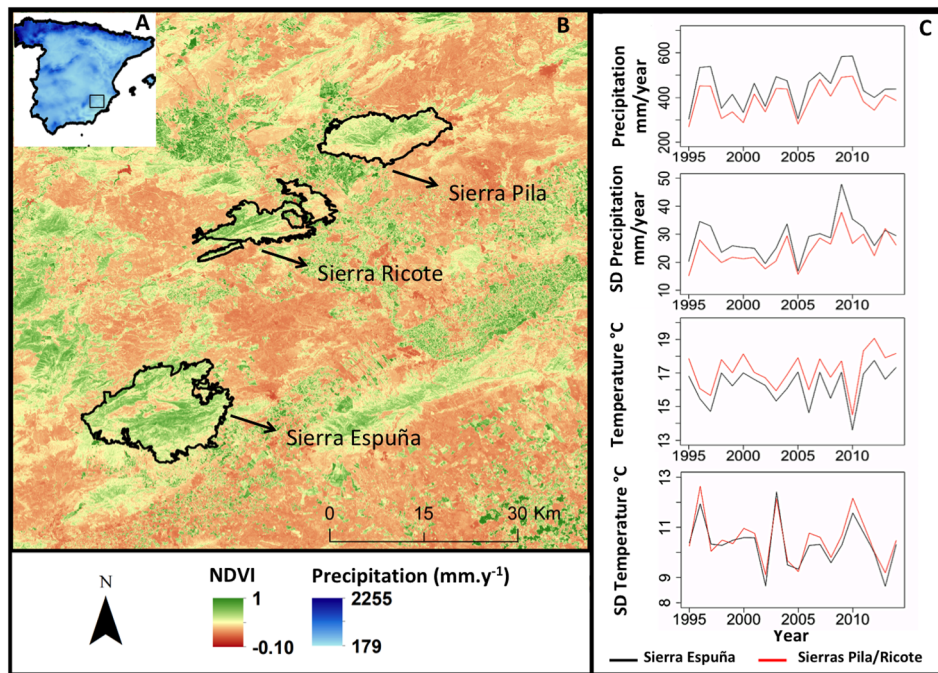 A
B
Sierra Pila
Sierra Ricote
Sierra Espuña
0 15 30 Km
N
NDVI
1
-0.10
Precipitation (mm.y⁻¹)
2255
179
C
Precipitation
mm/year
200 400 600
1995 2000 2005 2010
SD Precipitation
mm/year
10 20 30 40 50
1995 2000 2005 2010
Temperature °C
13 15 17 19
1995 2000 2005 2010
SD Temperature °C
8 9 11 13
1995 2000 2005 2010
Year
Sierra Espuña
Sierras Pila/Ricote